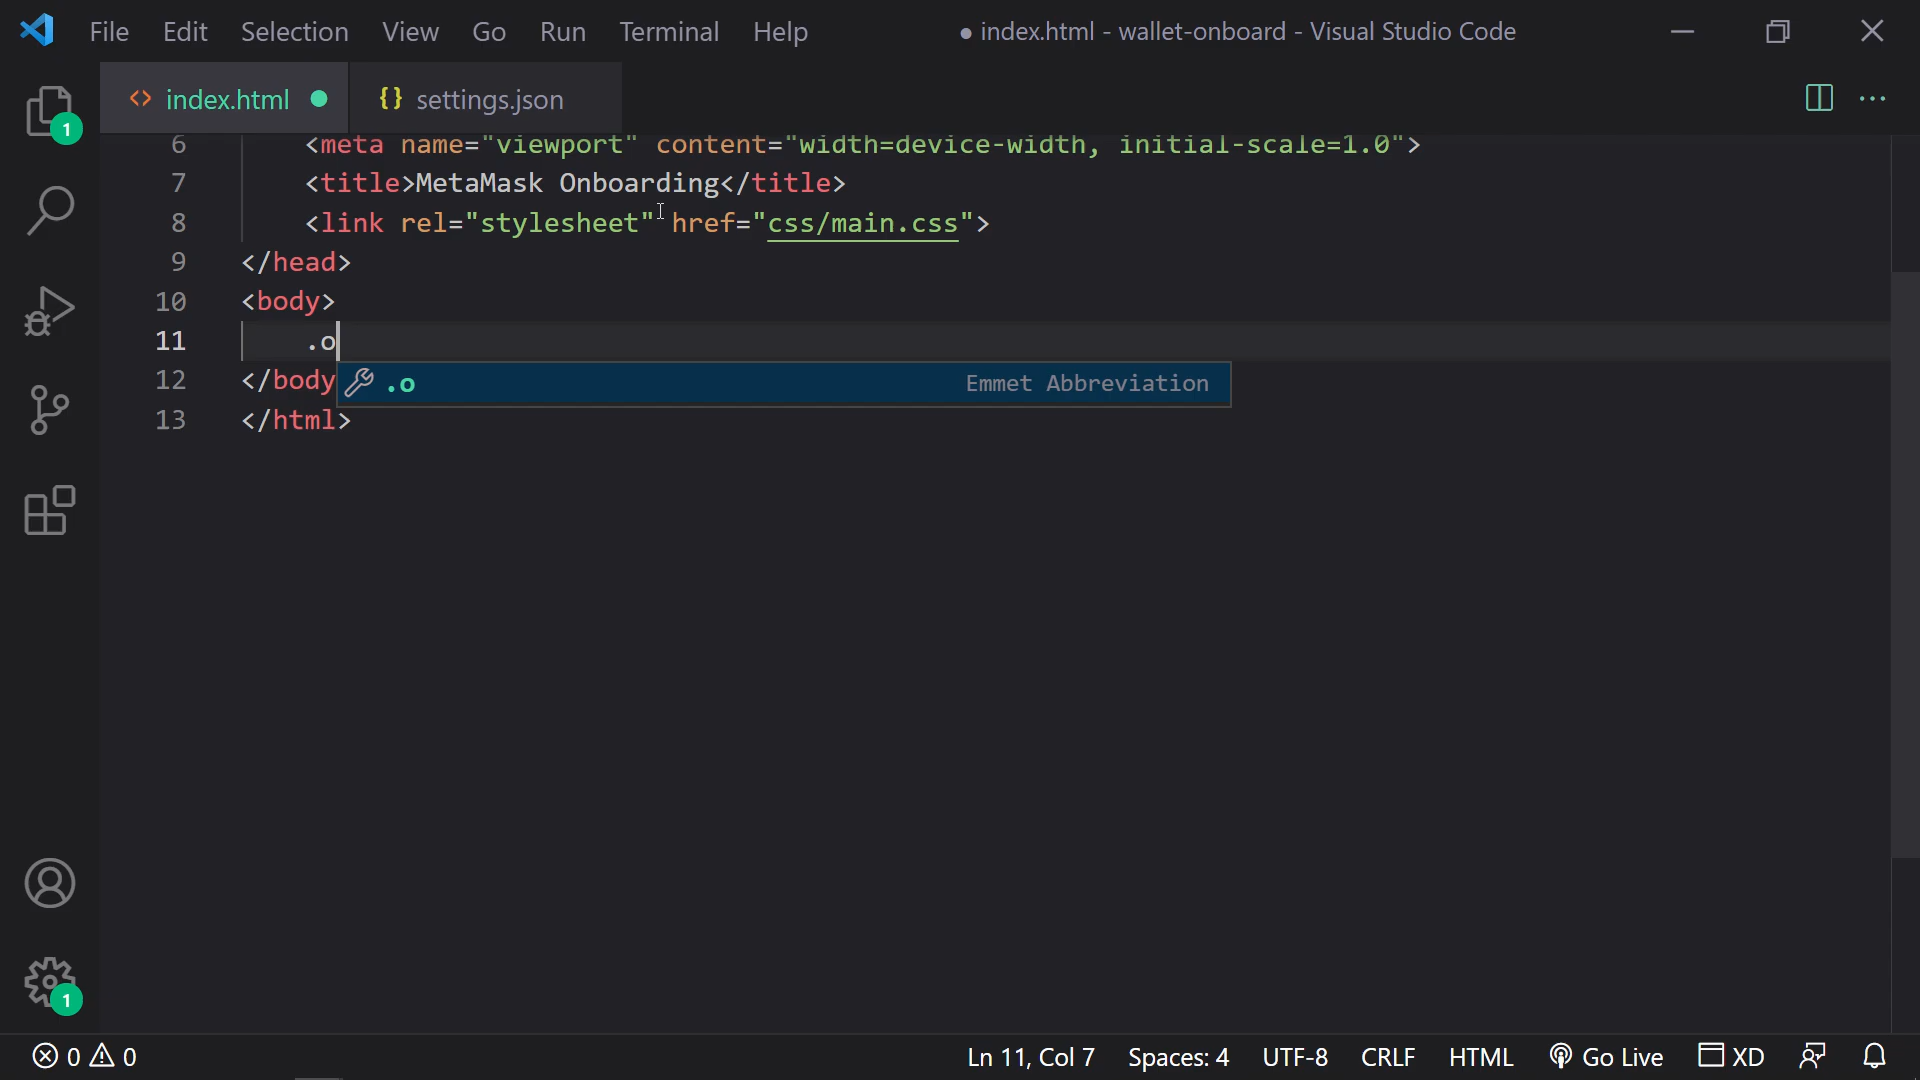 File Edit Selection View Go Run Terminal Help ● index.html - wallet-onboard - Visual Studio Code
<> index.html ● {} settings.json ...
1
6 <meta name="viewport" content="width=device-width, initial-scale=1.0">
7 <title>MetaMask Onboarding</title>
8 <link rel="stylesheet" href="css/main.css">
9 </head>
10 <body>
11 .o
12 </body .o Emmet Abbreviation
13 </html>
1
0 0 Ln 11, Col 7 Spaces: 4 UTF-8 CRLF HTML Go Live XD